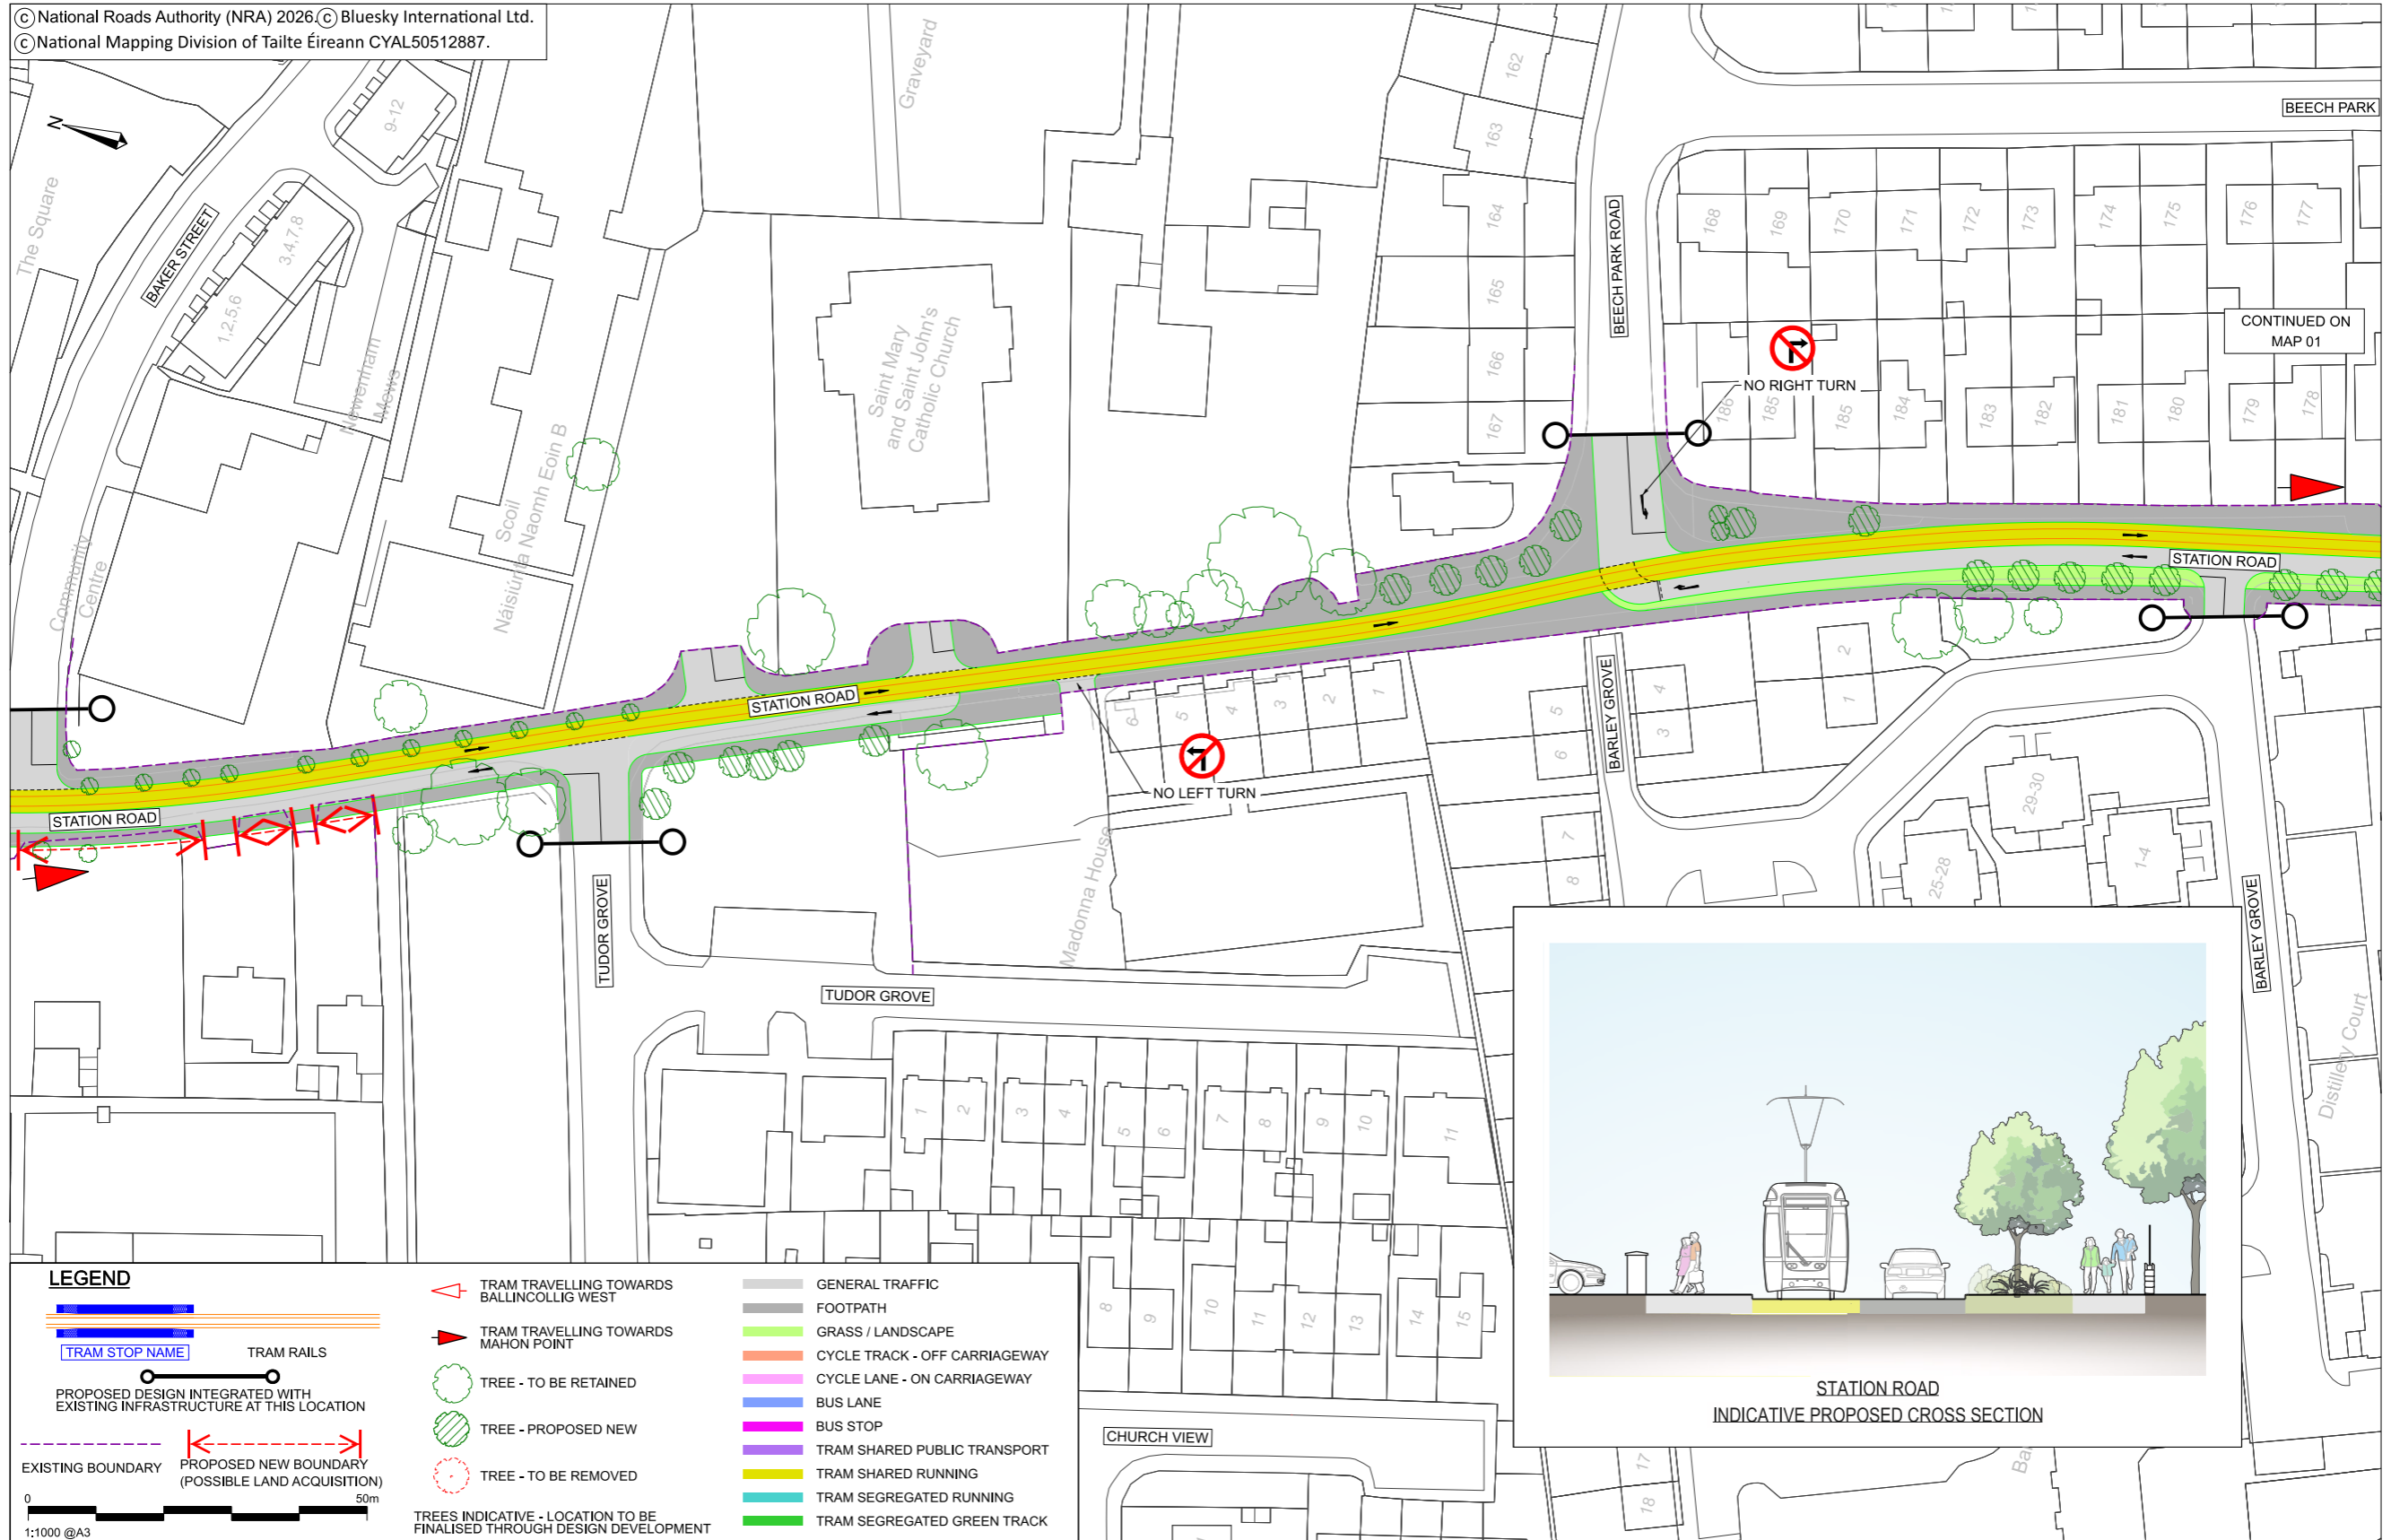 © National Roads Authority (NRA) 2026. © Bluesky International Ltd.
© National Mapping Division of Tailte Éireann CYAL50512887.
N
The Square
BAKER STREET
9-12
3,4,7,8
1,2,5,6
Newenham
Mews
Community
Centre
Scoil
Náisiúnta Naomh Eoin B
Graveyard
Saint Mary
and Saint John's
Catholic Church
162
163
164
165
166
167
BEECH PARK ROAD
BEECH PARK
168
169
170
171
172
173
174
175
176
177
CONTINUED ON
MAP 01
NO RIGHT TURN
186
185
185
184
183
182
181
180
179
178
STATION ROAD
STATION ROAD
STATION ROAD
6
5
4
3
2
1
NO LEFT TURN
Madonna House
BARLEY GROVE
5
6
4
3
7
8
2
1
29-30
25-28
1-4
BARLEY GROVE
Distillery Court
TUDOR GROVE
TUDOR GROVE
1
2
3
4
5
6
7
8
9
10
11
8
9
10
11
12
13
14
15
CHURCH VIEW
17
18
Ba
STATION ROAD
INDICATIVE PROPOSED CROSS SECTION
LEGEND
TRAM STOP NAME
TRAM RAILS
PROPOSED DESIGN INTEGRATED WITH
EXISTING INFRASTRUCTURE AT THIS LOCATION
EXISTING BOUNDARY
PROPOSED NEW BOUNDARY
(POSSIBLE LAND ACQUISITION)
0
50m
1:1000 @A3
TRAM TRAVELLING TOWARDS
BALLINCOLLIG WEST
TRAM TRAVELLING TOWARDS
MAHON POINT
TREE - TO BE RETAINED
TREE - PROPOSED NEW
TREE - TO BE REMOVED
TREES INDICATIVE - LOCATION TO BE
FINALISED THROUGH DESIGN DEVELOPMENT
GENERAL TRAFFIC
FOOTPATH
GRASS / LANDSCAPE
CYCLE TRACK - OFF CARRIAGEWAY
CYCLE LANE - ON CARRIAGEWAY
BUS LANE
BUS STOP
TRAM SHARED PUBLIC TRANSPORT
TRAM SHARED RUNNING
TRAM SEGREGATED RUNNING
TRAM SEGREGATED GREEN TRACK